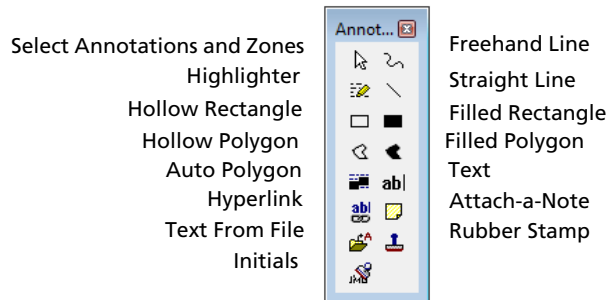 Annot...
Select Annotations and Zones
Freehand Line
Highlighter
Straight Line
Hollow Rectangle
Filled Rectangle
Hollow Polygon
Filled Polygon
Auto Polygon
Text
ab|
Hyperlink
abl
Attach-a-Note
Text From File
A
Rubber Stamp
Initials
JMB